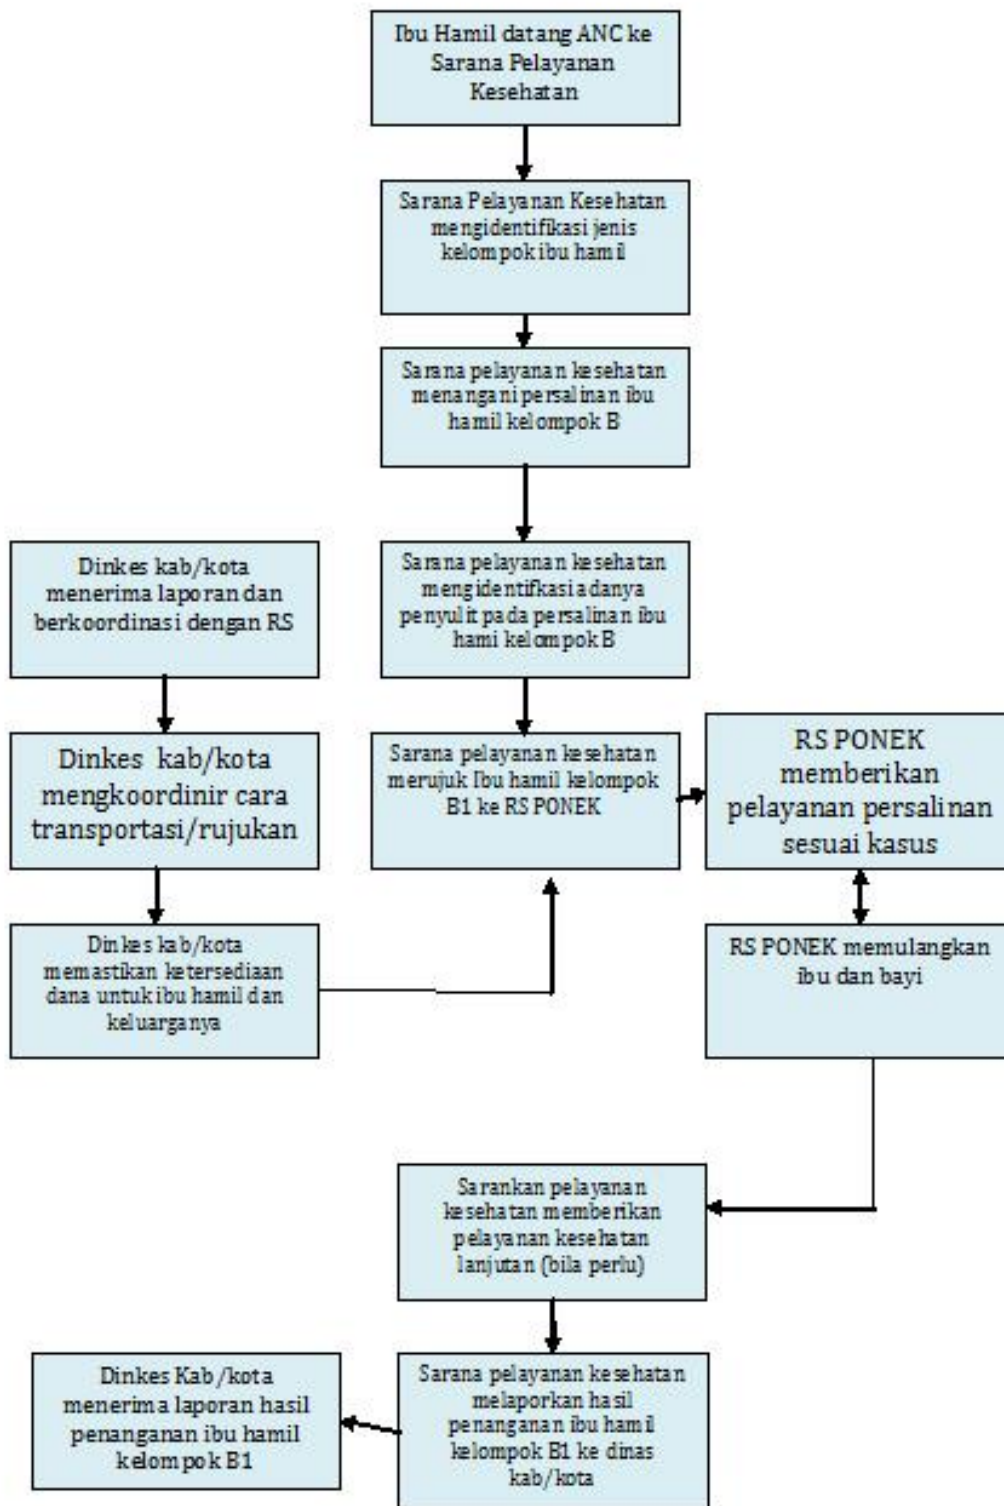 Ibu Hamil datang ANC ke
Sarana Pelayanan
Kesehatan
Sarana Pelayanan Kesehatan
mengidentifikasi jenis
kelompok ibu hamil
Sarana pelayanan kesehatan
menangani persalinan ibu
hamil kelompok B
Dinkes kab/kota
menerima laporan dan
berkoordinasi dengan RS
Sarana pelayanan kesehatan
mengidentifkasi adanya
penyulit pada persalinan ibu
hami kelompok B
Dinkes kab/kota
mengkoordinir cara
transportasi/rujukan
Sarana pelayanan kesehatan
merujuk Ibu hamil kelompok
B1 ke RS PONEK
RS PONEK
memberikan
pelayanan persalinan
sesuai kasus
Dinkes kab/kota
memastikan ketersediaan
dana untuk ibu hamil dan
keluarganya
RS PONEK memulangkan
ibu dan bayi
Sarankan pelayanan
kesehatan memberikan
pelayanan kesehatan
lanjutan (bila perlu)
Dinkes Kab/kota
menerima laporan hasil
penanganan ibu hamil
kelompok B1
Sarana pelayanan kesehatan
melaporkan hasil
penanganan ibu hamil
kelompok B1 ke dinas
kab/kota